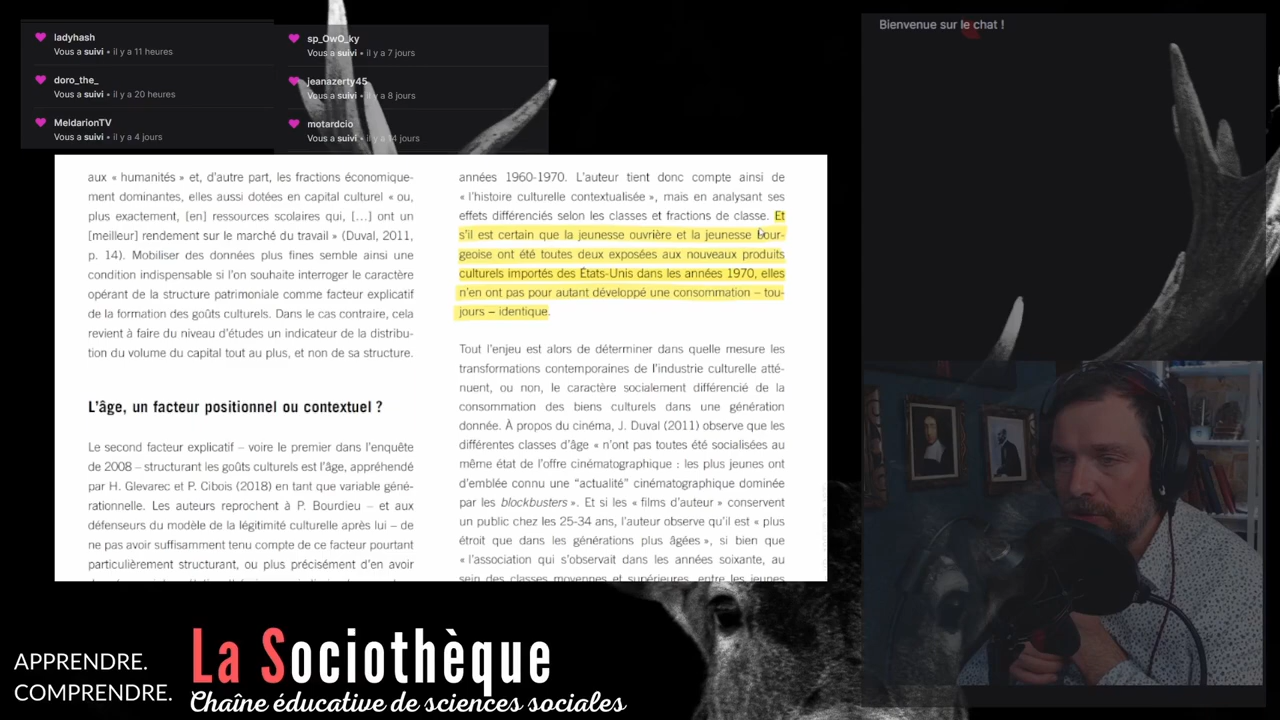 ladyhash
Vous a suivi • il y a 11 heures
doro_the_
Vous a suivi • il y a 20 heures
MeldarionTV
Vous a suivi • il y a 4 jours
sp_OwO_ky
Vous a suivi • il y a 7 jours
jeanazerty45
Vous a suivi • il y a 8 jours
motardcio
Vous a suivi • il y a 14 jours
Bienvenue sur le chat !
aux « humanités » et, d'autre part, les fractions économique-
ment dominantes, elles aussi dotées en capital culturel « ou,
plus exactement, [en] ressources scolaires qui, […] ont un
[meilleur] rendement sur le marché du travail » (Duval, 2011,
p. 14). Mobiliser des données plus fines semble ainsi une
condition indispensable si l'on souhaite interroger le caractère
opérant de la structure patrimoniale comme facteur explicatif
de la formation des goûts culturels. Dans le cas contraire, cela
revient à faire du niveau d'études un indicateur de la distribu-
tion du volume du capital tout au plus, et non de sa structure.
L'âge, un facteur positionnel ou contextuel ?
Le second facteur explicatif – voire le premier dans l'enquête
de 2008 – structurant les goûts culturels est l'âge, appréhendé
par H. Glevarec et P. Cibois (2018) en tant que variable géné-
rationnelle. Les auteurs reprochent à P. Bourdieu – et aux
défenseurs du modèle de la légitimité culturelle après lui – de
ne pas avoir suffisamment tenu compte de ce facteur pourtant
particulièrement structurant, ou plus précisément d'en avoir
années 1960-1970. L'auteur tient donc compte ainsi de
« l'histoire culturelle contextualisée », mais en analysant ses
effets différenciés selon les classes et fractions de classe. Et
s'il est certain que la jeunesse ouvrière et la jeunesse bour-
geoise ont été toutes deux exposées aux nouveaux produits
culturels importés des États-Unis dans les années 1970, elles
n'en ont pas pour autant développé une consommation – tou-
jours – identique.
Tout l'enjeu est alors de déterminer dans quelle mesure les
transformations contemporaines de l'industrie culturelle atté-
nuent, ou non, le caractère socialement différencié de la
consommation des biens culturels dans une génération
donnée. À propos du cinéma, J. Duval (2011) observe que les
différentes classes d'âge « n'ont pas toutes été socialisées au
même état de l'offre cinématographique : les plus jeunes ont
d'emblée connu une "actualité" cinématographique dominée
par les blockbusters ». Et si les « films d'auteur » conservent
un public chez les 25-34 ans, l'auteur observe qu'il est « plus
étroit que dans les générations plus âgées », si bien que
« l'association qui s'observait dans les années soixante, au
sein des classes moyennes et supérieures, entre les jeunes
APPRENDRE.
COMPRENDRE.
La Sociothèque
Chaîne éducative de sciences sociales